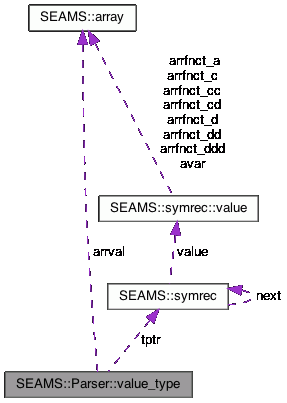 SEAMS::array
arrfnct_a
arrfnct_c
arrfnct_cc
arrfnct_cd
arrfnct_d
arrfnct_dd
arrfnct_ddd
avar
SEAMS::symrec::value
arrval
value
SEAMS::symrec
next
tptr
SEAMS::Parser::value_type